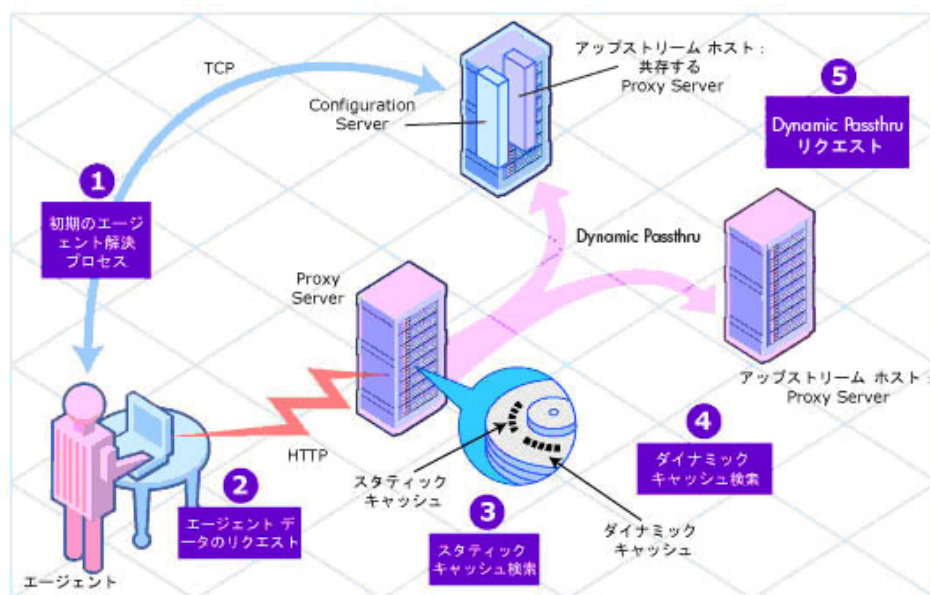 TCP
Configuration
Server
アップストリーム ホスト：
共存する
Proxy Server
5
Dynamic Passthru
リクエスト
1
初期のエージ
ェント解決
プロセス
Proxy
Server
Dynamic Passthru
アップストリーム ホスト：
Proxy Server
HTTP
2
エージェント デ
ータのリクエスト
エージェント
スタティック
キャッシュ
3
スタティック
キャッシュ検索
ダイナミック
キャッシュ
4
ダイナミック
キャッシュ検索